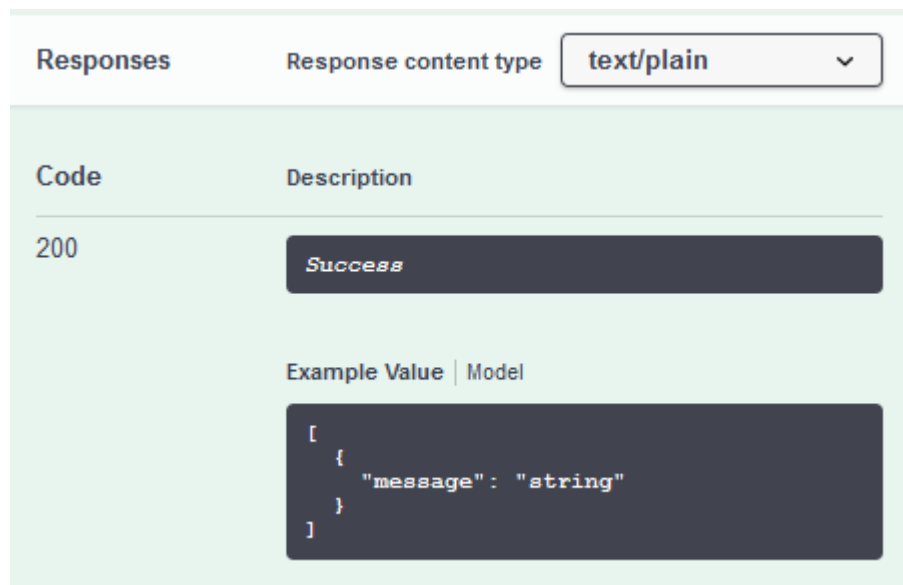 Responses Response content type text/plain
Code Description
200 Success
Example Value Model
[
  {
    "message": "string"
  }
]